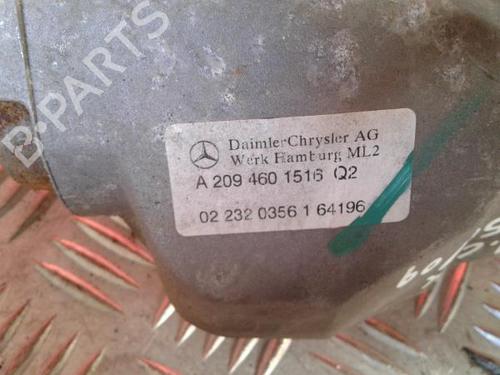 B-PARTS
DaimlerChrysler AG
Werk Hamburg ML2
A 209 460 1516 Q2
02 232 0356 1 64196